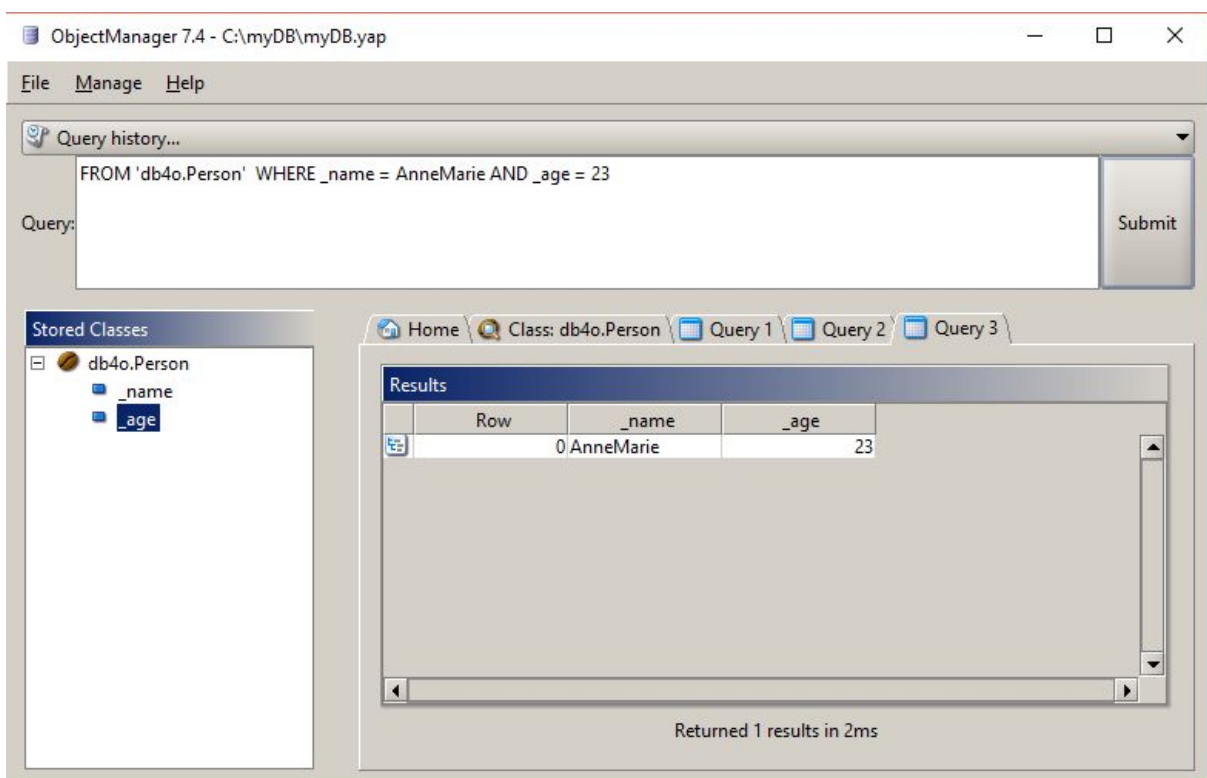 ObjectManager 7.4 - C:\myDB\myDB.yap
File Manage Help
Query history...
Query:
FROM 'db4o.Person'  WHERE _name = AnneMarie AND _age = 23
Submit
Stored Classes
db4o.Person
_name
_age
Home Class: db4o.Person Query 1 Query 2 Query 3
Results
Row _name _age
0 AnneMarie 23
Returned 1 results in 2ms